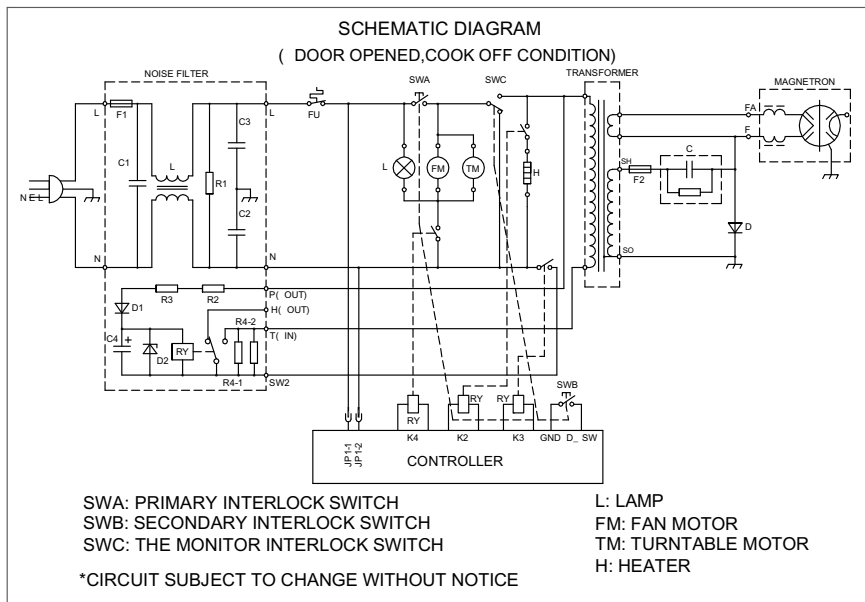 SCHEMATIC DIAGRAM
( DOOR OPENED,COOK OFF CONDITION)
NOISE FILTER
SWA
SWC
TRANSFORMER
MAGNETRON
L
F1
L
FU
C3
C1
L
R1
C2
L
FM
TM
H
FA
F
SH
F2
C
D
SO
N E L
N
N
P( OUT)
R3
R2
H( OUT)
D1
R4-2
T( IN)
C4
+
D2
RY
R4-1
SW2
SWB
RY
RY
RY
K4
K2
K3
GND
D_ SW
JP1-1
JP1-2
CONTROLLER
SWA: PRIMARY INTERLOCK SWITCH
SWB: SECONDARY INTERLOCK SWITCH
SWC: THE MONITOR INTERLOCK SWITCH
*CIRCUIT SUBJECT TO CHANGE WITHOUT NOTICE
L: LAMP
FM: FAN MOTOR
TM: TURNTABLE MOTOR
H: HEATER